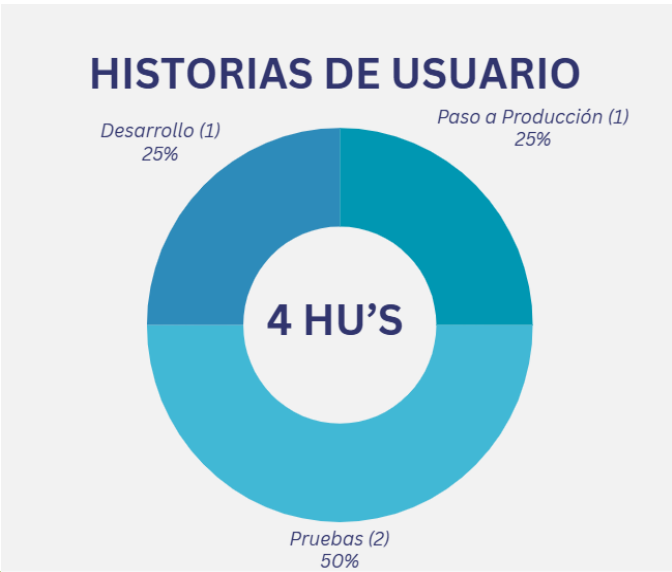 HISTORIAS DE USUARIO
Desarrollo (1)
25%
Paso a Producción (1)
25%
4 HU’S
Pruebas (2)
50%